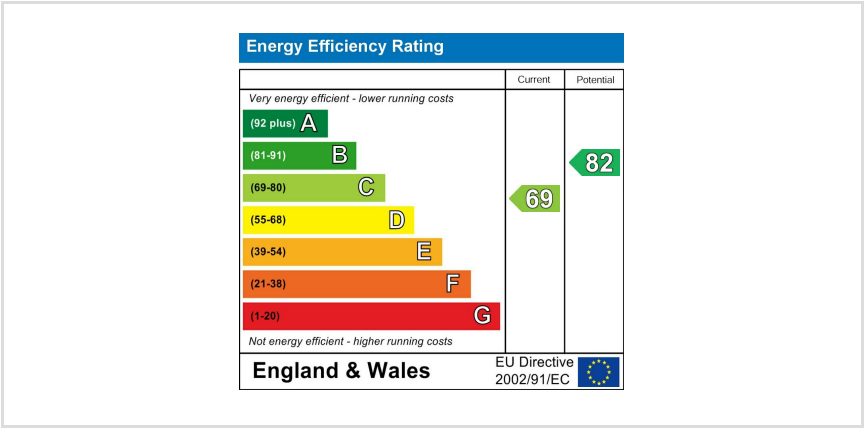 Energy Efficiency Rating
Current Potential
Very energy efficient - lower running costs
(92 plus) A
(81-91) B
82
(69-80) C
69
(55-68) D
(39-54) E
(21-38) F
(1-20) G
Not energy efficient - higher running costs
England & Wales
EU Directive
2002/91/EC